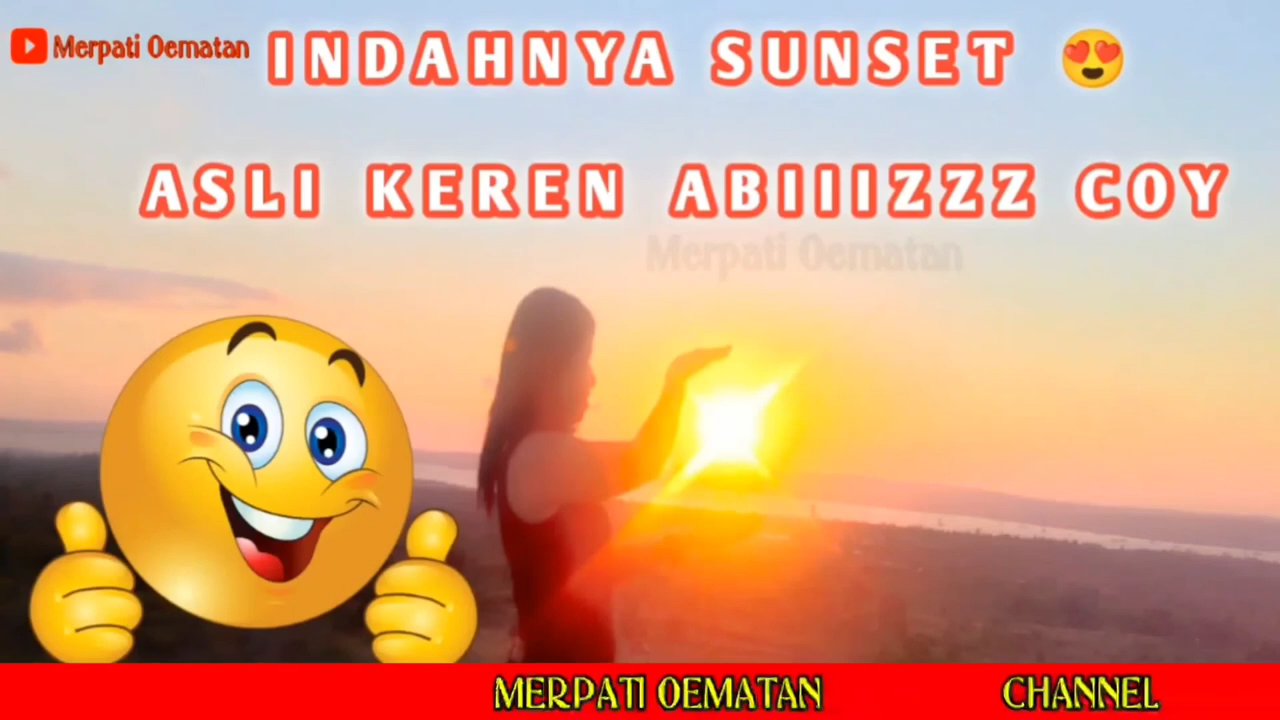 Merpati Oematan
INDAHNYA SUNSET 😍
ASLI KEREN ABIIIZZZ COY
Merpati Oematan
MERPATI OEMATAN CHANNEL